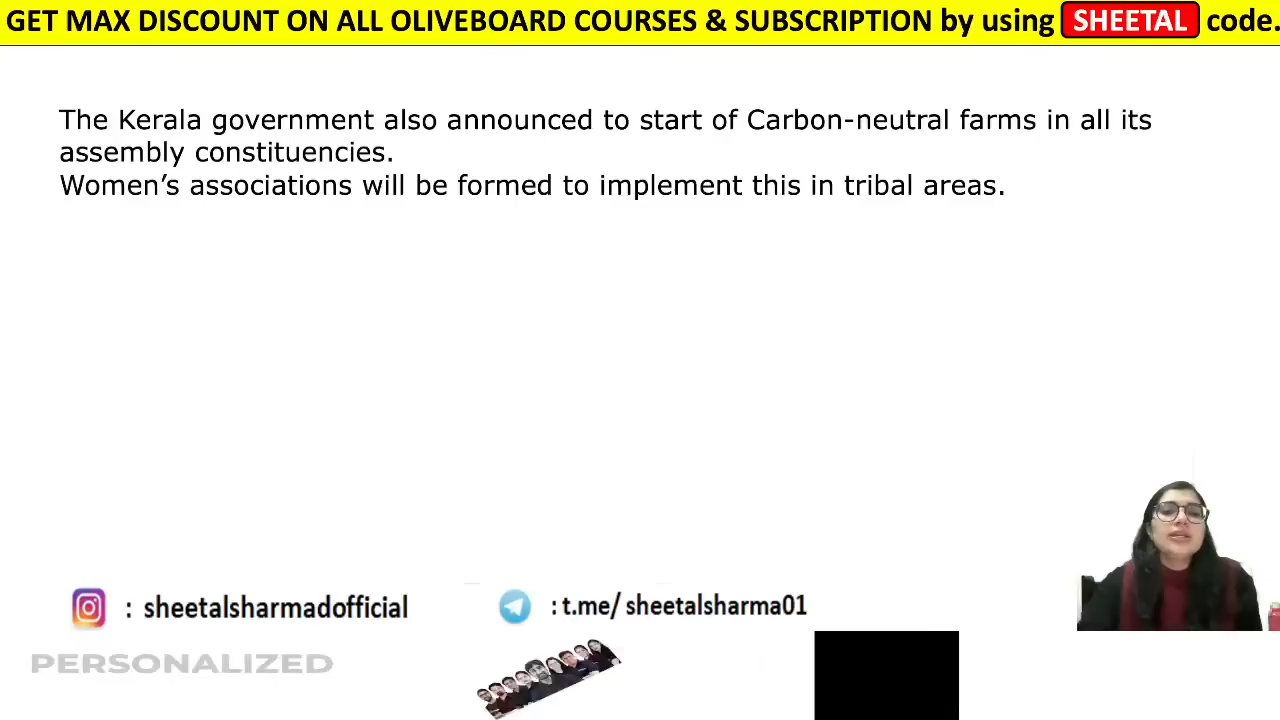 GET MAX DISCOUNT ON ALL OLIVEBOARD COURSES & SUBSCRIPTION by using SHEETAL code.
The Kerala government also announced to start of Carbon-neutral farms in all its
assembly constituencies.
Women’s associations will be formed to implement this in tribal areas.
: sheetalsharmadofficial
: t.me/ sheetalsharma01
PERSONALIZED